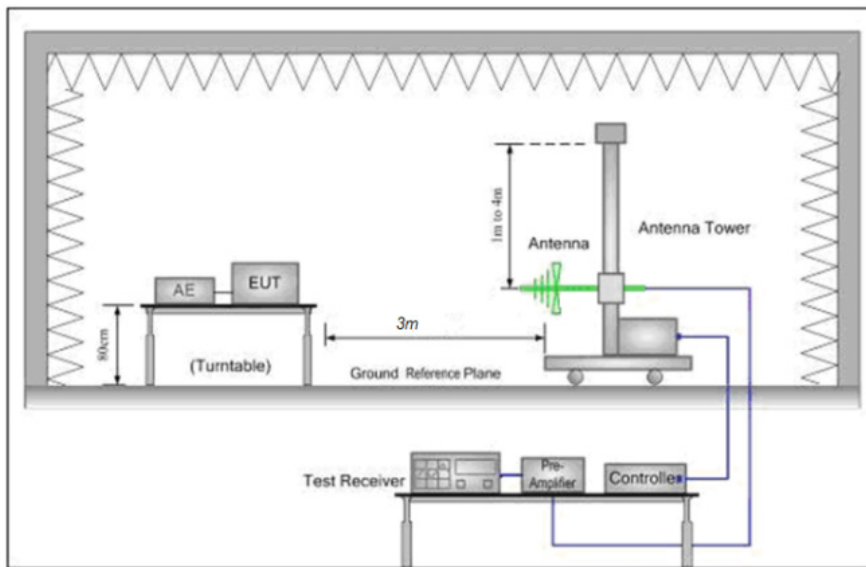 1m to 4m
Antenna Tower
Antenna
AE
EUT
3m
80cm
(Turntable)
Ground Reference Plane
Test Receiver
Pre-
Amplifier
Controlle